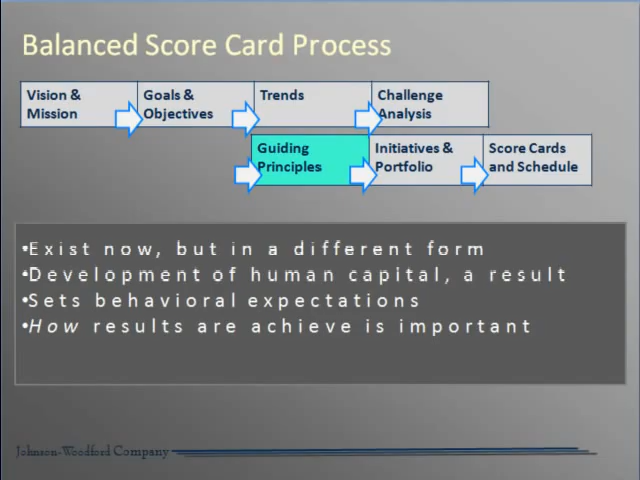 Balanced Score Card Process
Vision &
Mission
Goals &
Objectives
Trends
Challenge
Analysis
Guiding
Principles
Initiatives &
Portfolio
Score Cards
and Schedule
•Exist now, but in a different form
•Development of human capital, a result
•Sets behavioral expectations
•How results are achieve is important
Johnson-Woodford Company